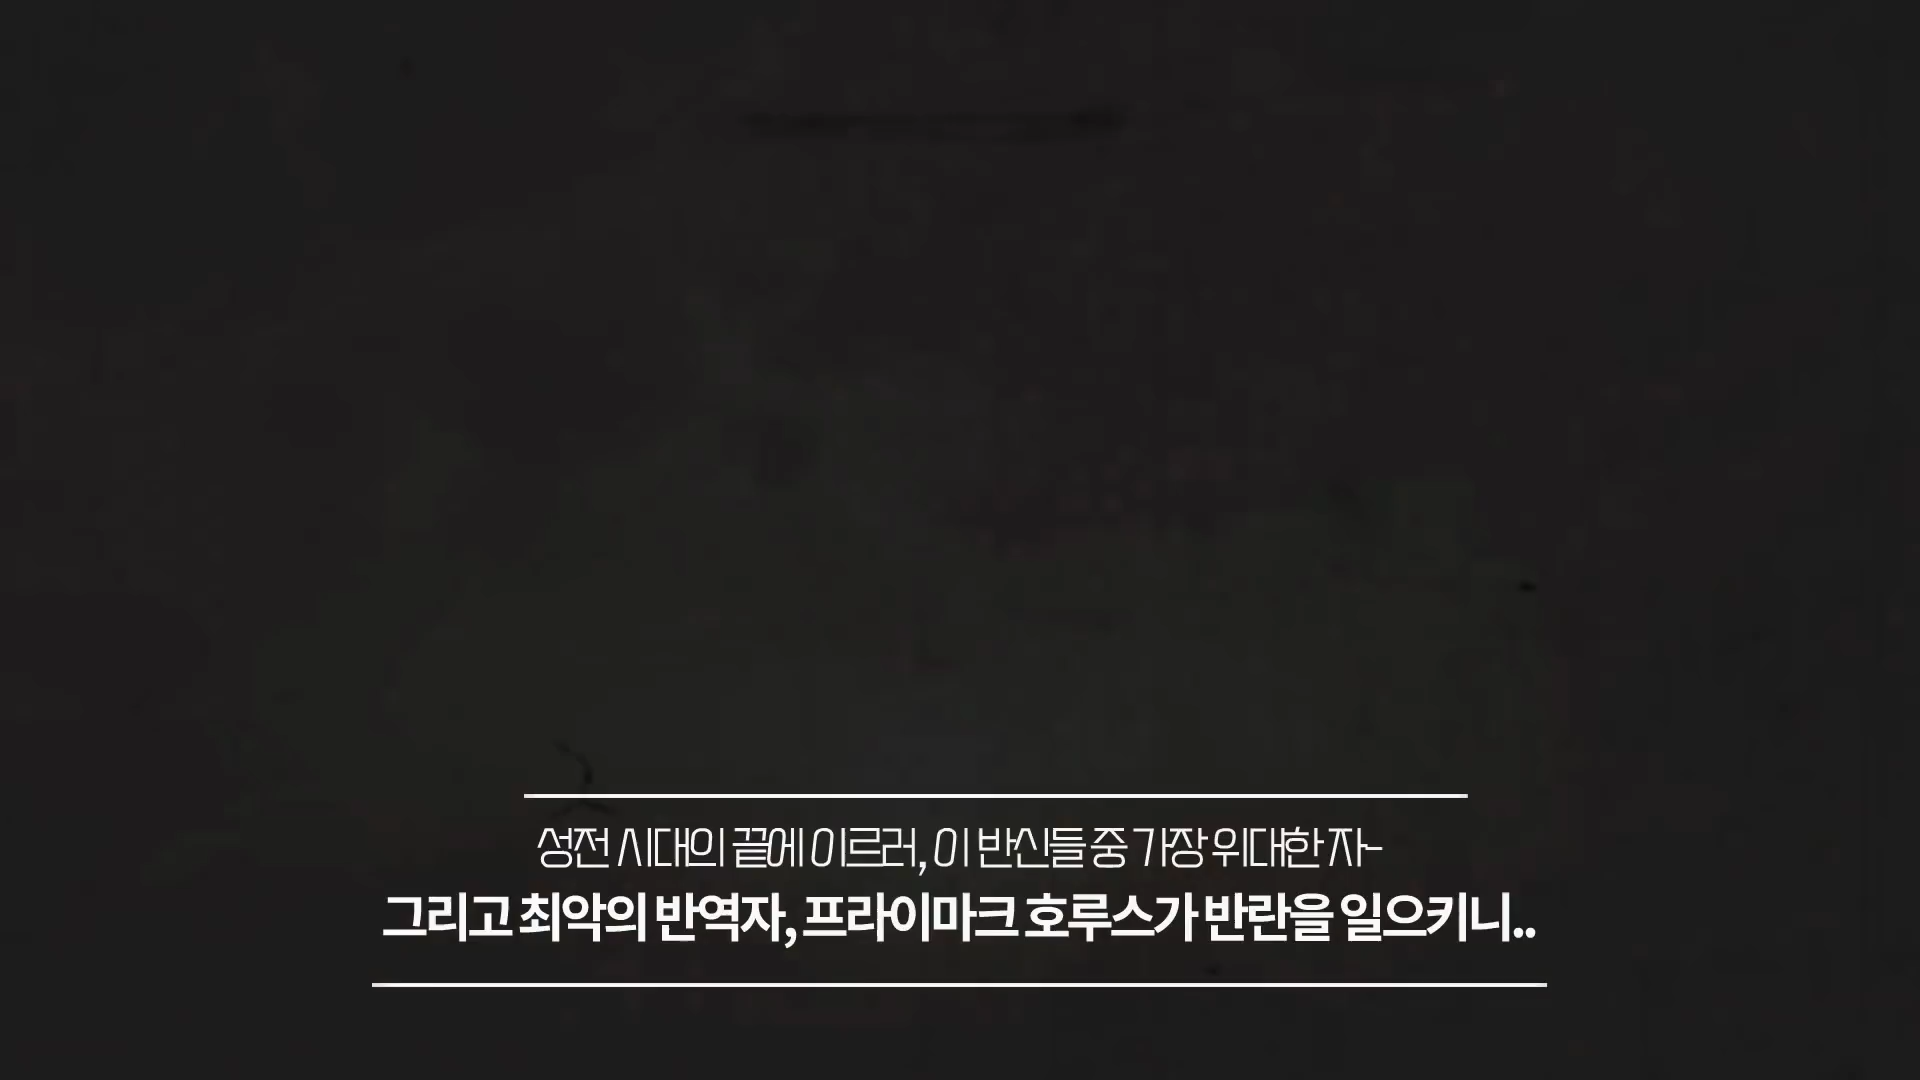 성전 시대의 끝에 이르러, 이 반신들 중 가장 위대한 자-
그리고 최악의 반역자, 프라이마크 호루스가 반란을 일으키니..